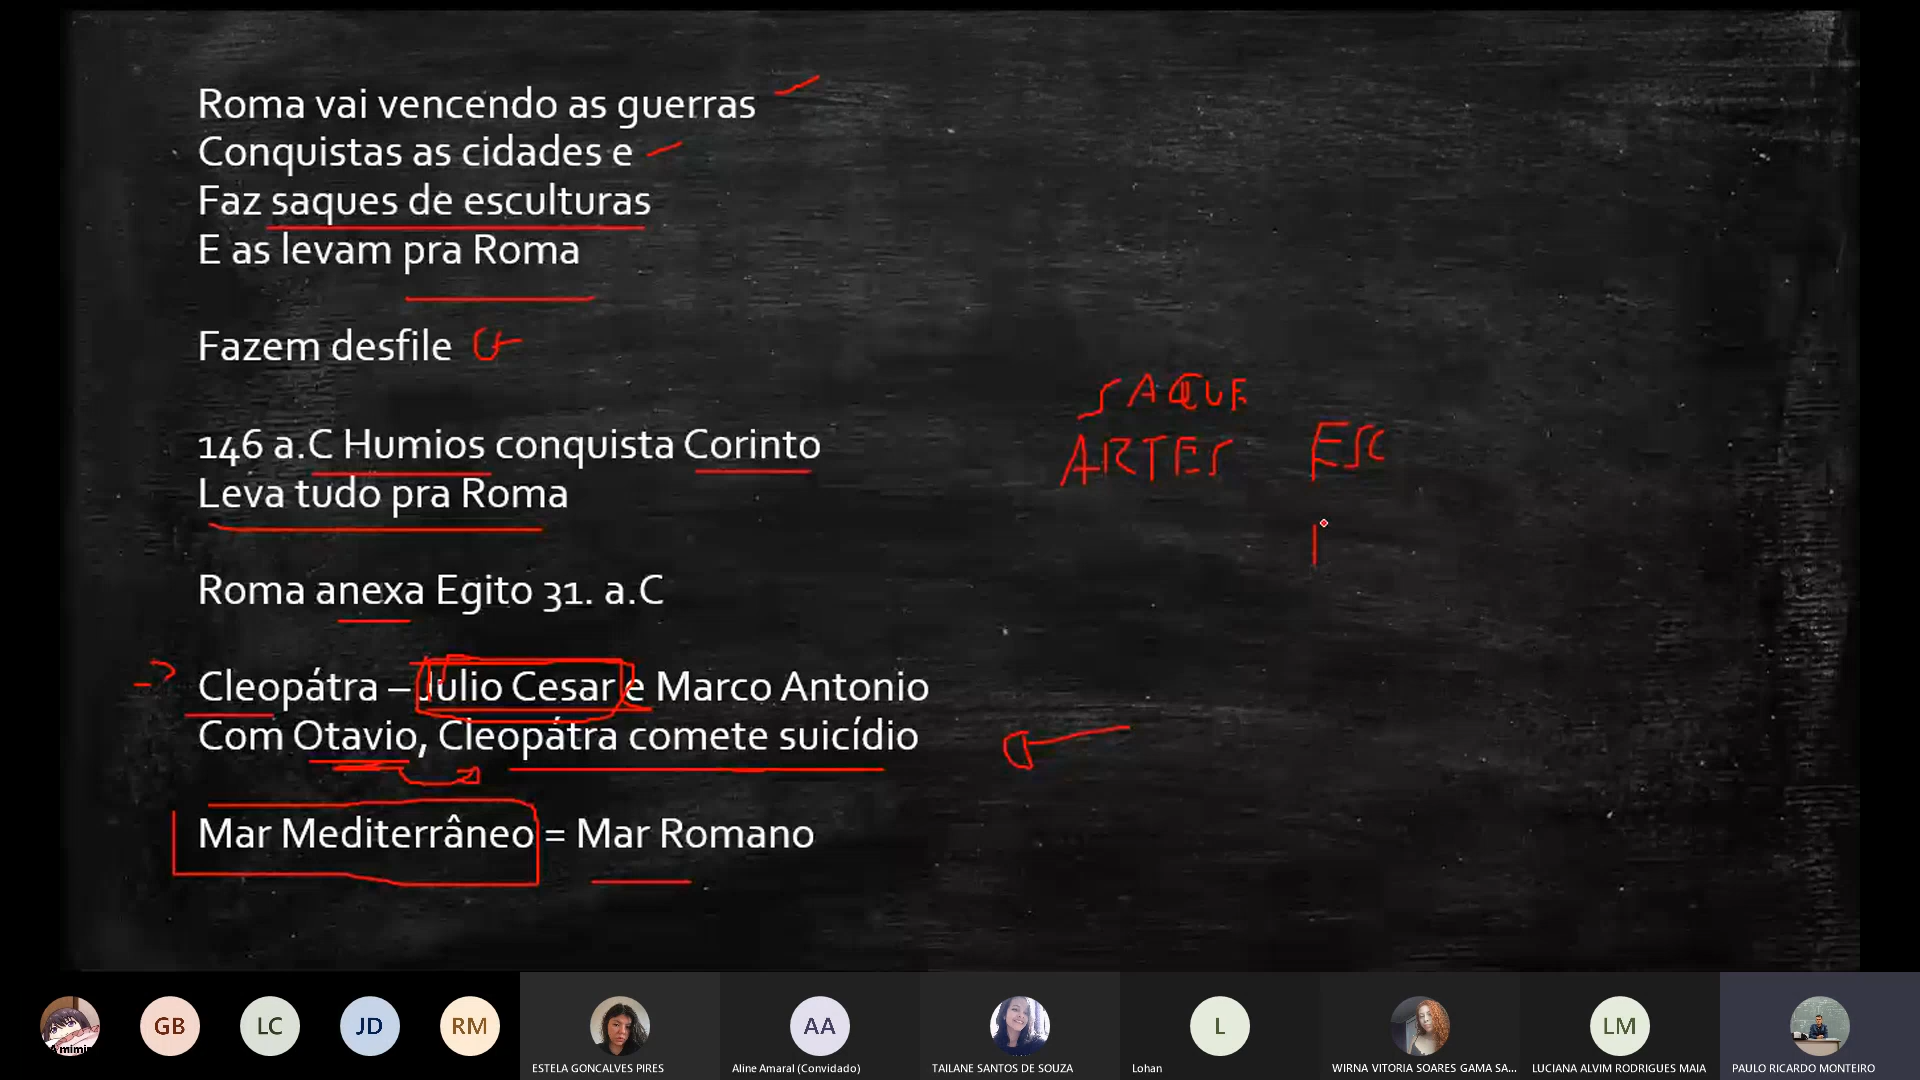 Roma vai vencendo as guerras
Conquistas as cidades e
Faz saques de esculturas
E as levam pra Roma
Fazem desfile
SAQUE
ARTES ESC
146 a.C Humios conquista Corinto
Leva tudo pra Roma
Roma anexa Egito 31. a.C
Cleopátra – Julio Cesar e Marco Antonio
Com Otavio, Cleopátra comete suicídio
Mar Mediterrâneo = Mar Romano
GB
LC
JD
RM
AA
L
LM
ESTELA GONCALVES PIRES
Aline Amaral (Convidado)
TAILANE SANTOS DE SOUZA
Lohan
WIRNA VITORIA SOARES GAMA SA...
LUCIANA ALVIM RODRIGUES MAIA
PAULO RICARDO MONTEIRO